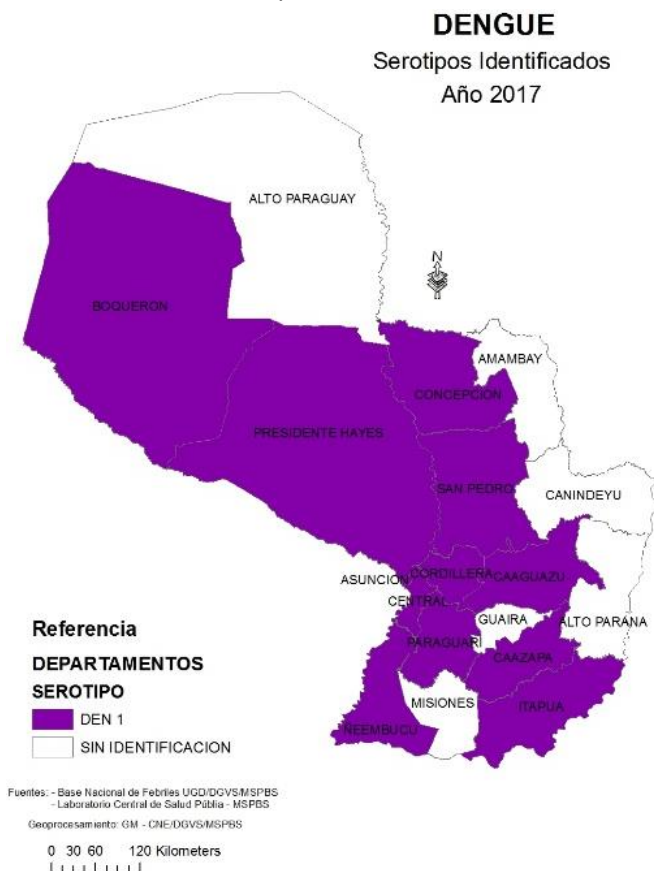 DENGUE
Serotipos Identificados
Año 2017
ALTO PARAGUAY
N
BOQUERON
AMAMBAY
CONCEPCION
PRESIDENTE HAYES
SAN PEDRO
CANINDEYU
CORDILLERA
CAAGUAZU
ASUNCION
CENTRAL
GUAIRA
ALTO PARANA
PARAGUARI
CAAZAPA
MISIONES
ITAPUA
ÑEEMBUCU
Referencia
DEPARTAMENTOS
SEROTIPO
DEN 1
SIN IDENTIFICACION
Fuentes: - Base Nacional de Febriles UGD/DGVS/MSPBS
- Laboratorio Central de Salud Públia - MSPBS
Geoprocesamiento: GM - CNE/DGVS/MSPBS
0 30 60 120 Kilometers